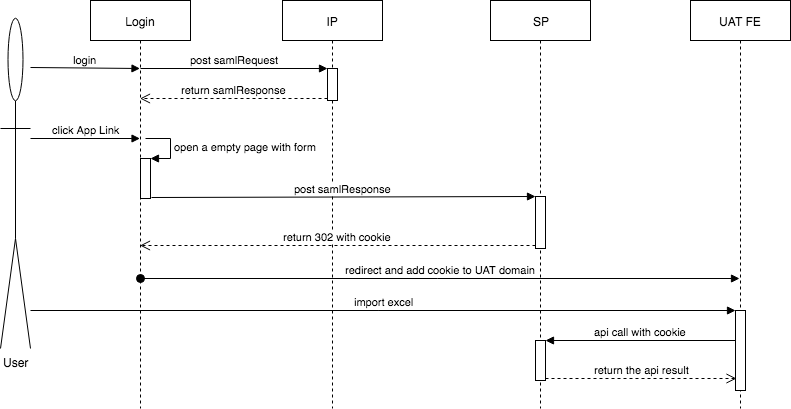 Login
IP
SP
UAT FE
login
post samlRequest
return samlResponse
click App Link
open a empty page with form
post samlResponse
return 302 with cookie
redirect and add cookie to UAT domain
import excel
api call with cookie
User
return the api result